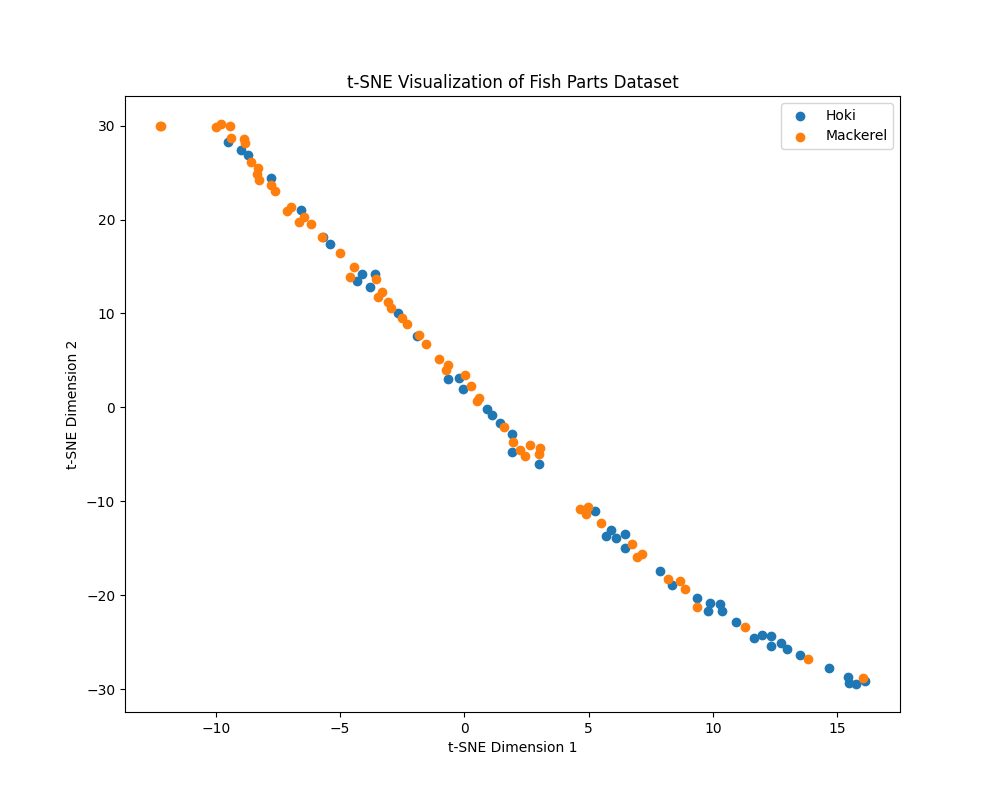 t-SNE Visualization of Fish Parts Dataset
Hoki
Mackerel
30
20
10
0
−10
−20
−30
t-SNE Dimension 2
−10
−5
0
5
10
15
t-SNE Dimension 1